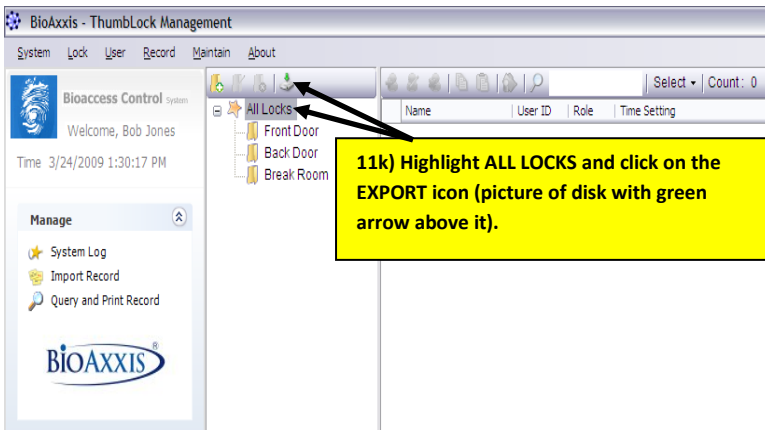 BioAxxis - ThumbLock Management
System Lock User Record Maintain About
Bioaccess Control System
Welcome, Bob Jones
Time 3/24/2009 1:30:17 PM
Manage
System Log
Import Record
Query and Print Record
BIOAXXIS®
All Locks
Front Door
Back Door
Break Room
Select Count: 0
Name User ID Role Time Setting
11k) Highlight ALL LOCKS and click on the
EXPORT icon (picture of disk with green
arrow above it).